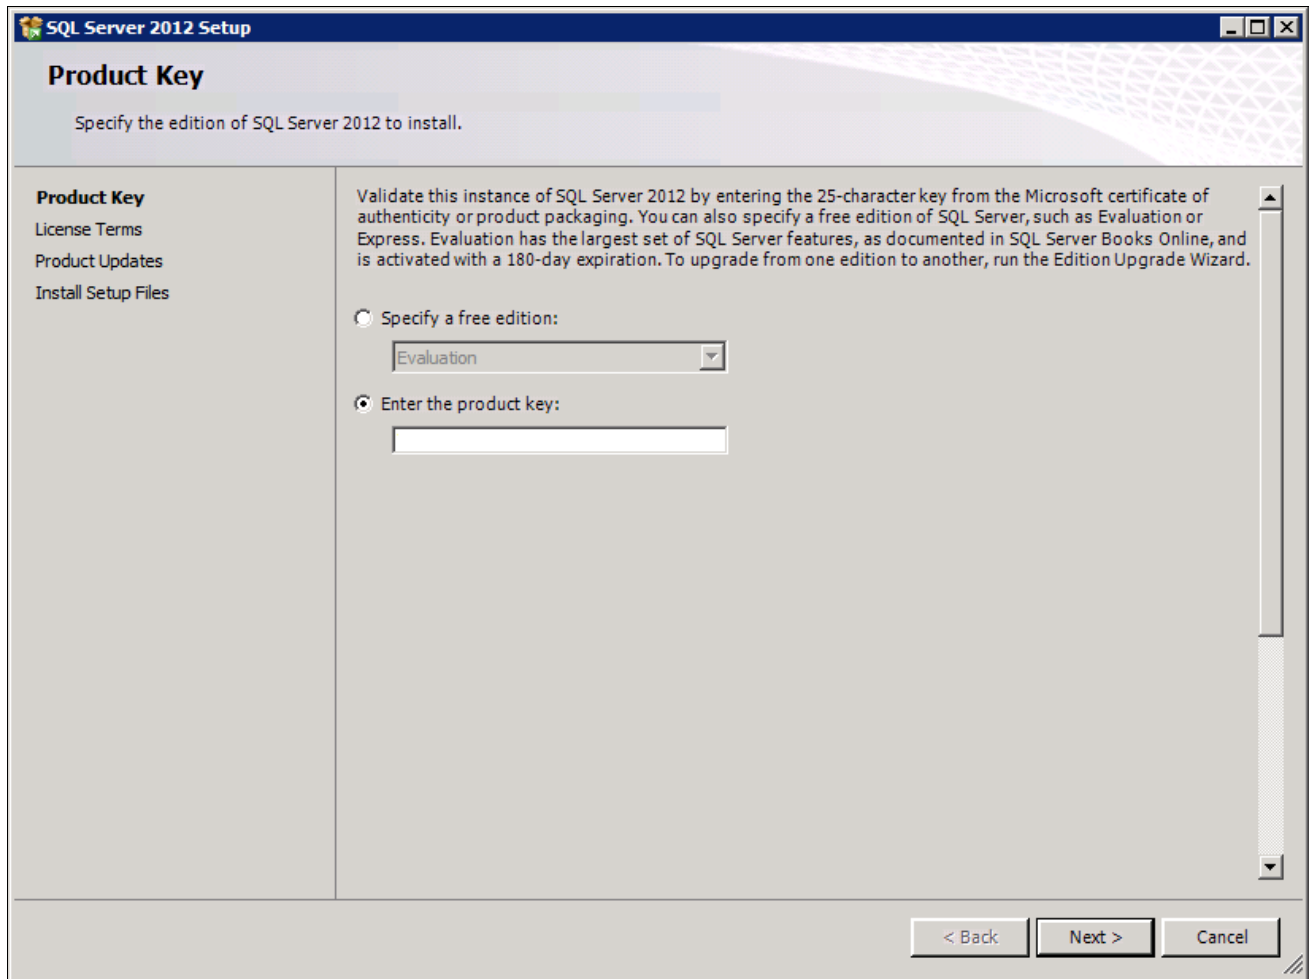 SQL Server 2012 Setup
Product Key
Specify the edition of SQL Server 2012 to install.
Product Key
License Terms
Product Updates
Install Setup Files
Validate this instance of SQL Server 2012 by entering the 25-character key from the Microsoft certificate of
authenticity or product packaging. You can also specify a free edition of SQL Server, such as Evaluation or
Express. Evaluation has the largest set of SQL Server features, as documented in SQL Server Books Online, and
is activated with a 180-day expiration. To upgrade from one edition to another, run the Edition Upgrade Wizard.
Specify a free edition:
Evaluation
Enter the product key:
< Back
Next >
Cancel